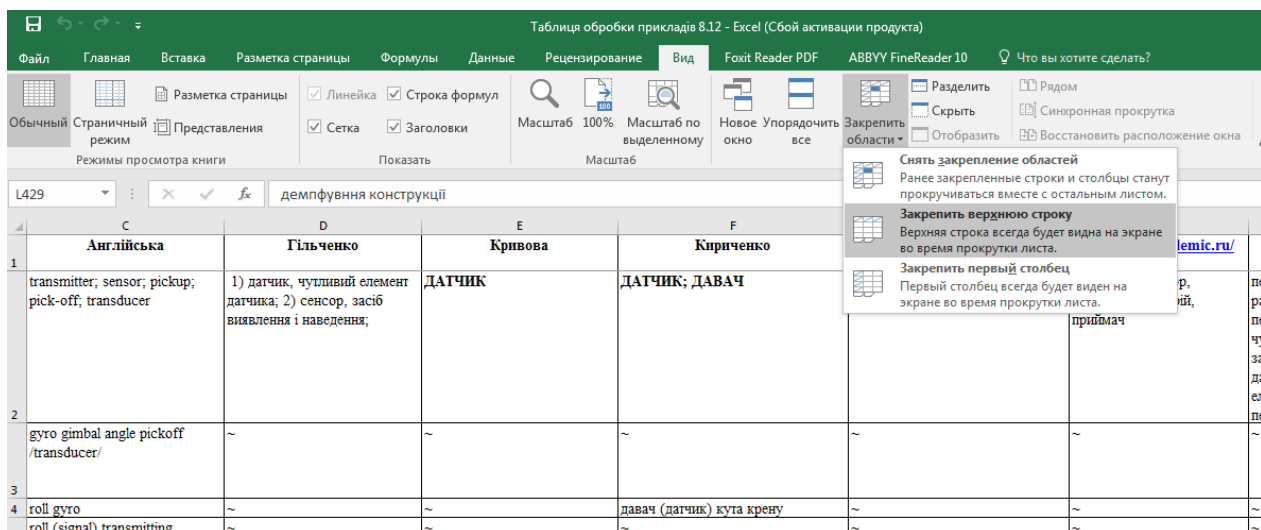 Таблиця обробки прикладів 8.12 - Excel (Сбой активации продукта)
Файл Главная Вставка Разметка страницы Формулы Данные Рецензирование Вид Foxit Reader PDF ABBYY FineReader 10 Что вы хотите сделать?
Обычный Страничный режим Разметка страницы Представления
Режимы просмотра книги
Линейка Строка формул
Сетка Заголовки
Показать
Масштаб 100% Масштаб по выделенному
Масштаб
Новое окно Упорядочить все Закрепить области
Разделить
Скрыть
Отобразить
Рядом
Синхронная прокрутка
Восстановить расположение окна
Снять закрепление областей
Ранее закрепленные строки и столбцы станут
прокручиваться вместе с остальным листом.
Закрепить верхнюю строку
Верхняя строка всегда будет видна на экране
во время прокрутки листа.
Закрепить первый столбец
Первый столбец всегда будет виден на
экране во время прокрутки листа.
L429 fx демпфувння конструкції
C D E F
1 Англійська Гільченко Кривова Кириченко emic.ru/
2
transmitter; sensor; pickup;
pick-off; transducer
1) датчик, чутливий елемент
датчика; 2) сенсор, засіб
виявлення і наведення;
ДАТЧИК
ДАТЧИК; ДАВАЧ
приймач
3
gyro gimbal angle pickoff
/transducer/
~ ~ ~ ~ ~ ~
4 roll gyro ~ ~ давач (датчик) кута крену ~ ~ ~
roll (signal) transmitting ~ ~ ~ ~ ~ ~